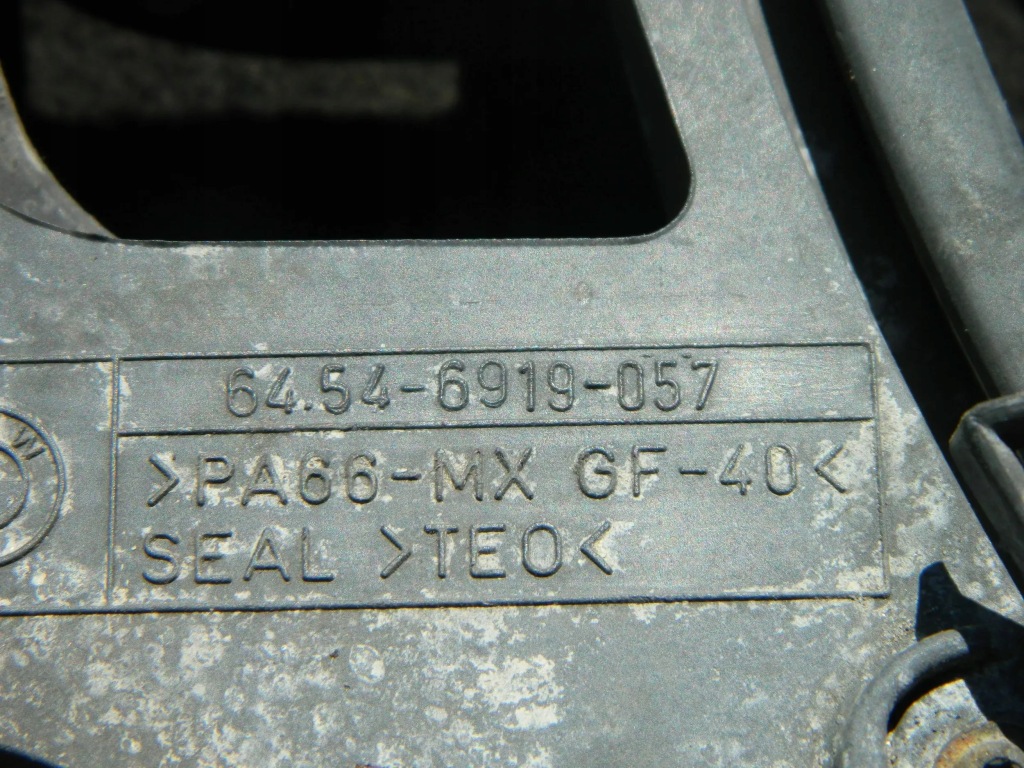 64.54-6919-057
>PA66-MX GF-40<
SEAL >TEO<
W